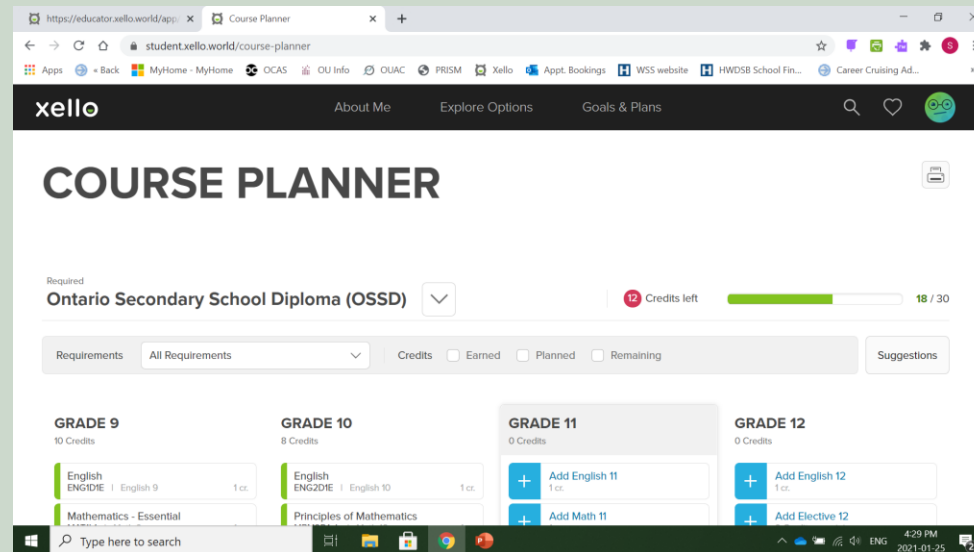 https://educator.xello.world/app/
Course Planner
student.xello.world/course-planner
Apps
« Back
MyHome - MyHome
OCAS
OU Info
OUAC
PRISM
Xello
Appt. Bookings
WSS website
HWDSB School Fin...
Career Cruising Ad...
S
xello
About Me
Explore Options
Goals & Plans
COURSE PLANNER
Required
Ontario Secondary School Diploma (OSSD)
12 Credits left
18 / 30
Requirements
All Requirements
Credits
Earned
Planned
Remaining
Suggestions
GRADE 9
10 Credits
English
ENG1D1E | English 9 1 cr.
Mathematics - Essential
GRADE 10
8 Credits
English
ENG2D1E | English 10 1 cr.
Principles of Mathematics
GRADE 11
0 Credits
Add English 11
1 cr.
Add Math 11
GRADE 12
0 Credits
Add English 12
1 cr.
Add Elective 12
Type here to search
ENG
4:29 PM
2021-01-25